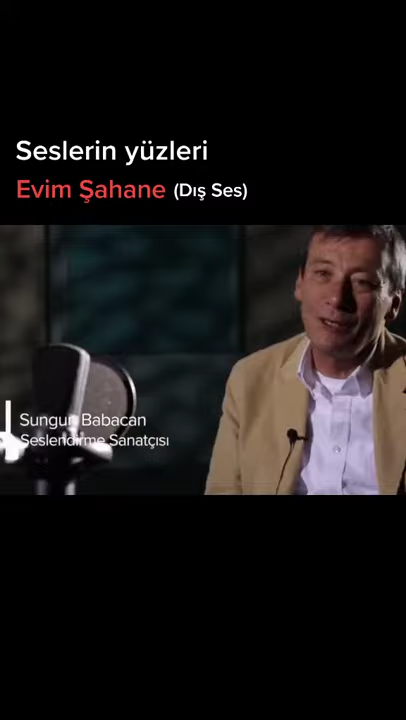 Seslerin yüzleri
Evim Şahane (Dış Ses)
Sungur Babacan
Seslendirme Sanatçısı